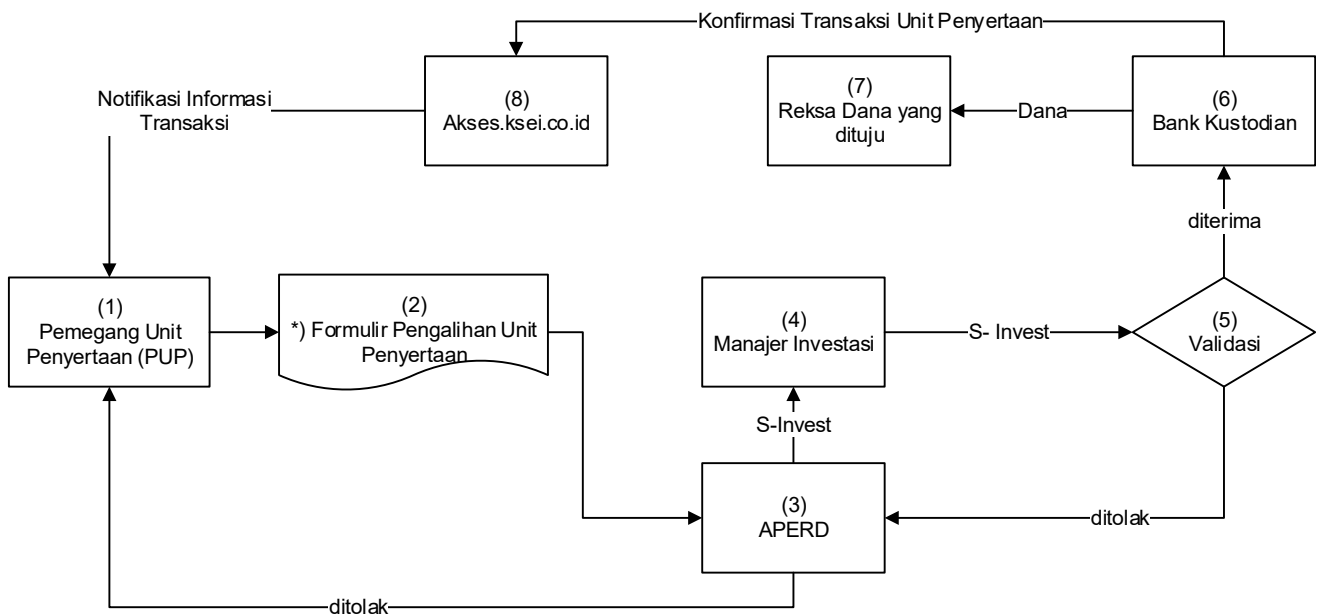 Konfirmasi Transaksi Unit Penyertaan
Notifikasi Informasi
Transaksi
(8)
Akses.ksei.co.id
(7)
Reksa Dana yang
dituju
Dana
(6)
Bank Kustodian
diterima
(1)
Pemegang Unit
Penyertaan (PUP)
(2)
*) Formulir Pengalihan Unit
Penyertaan
(4)
Manajer Investasi
S- Invest
(5)
Validasi
S-Invest
(3)
APERD
ditolak
ditolak